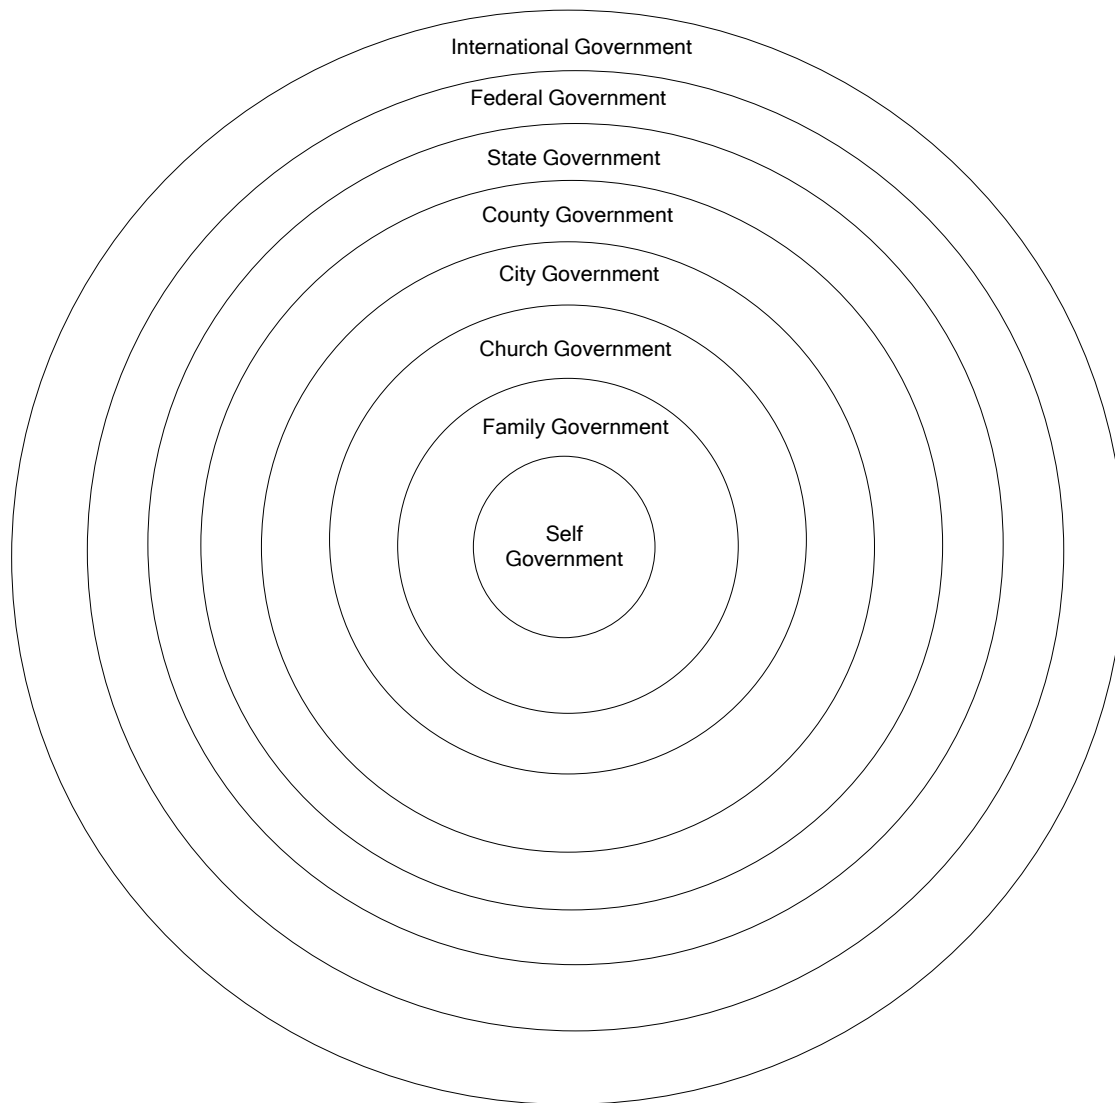 International Government
Federal Government
State Government
County Government
City Government
Church Government
Family Government
Self
Government